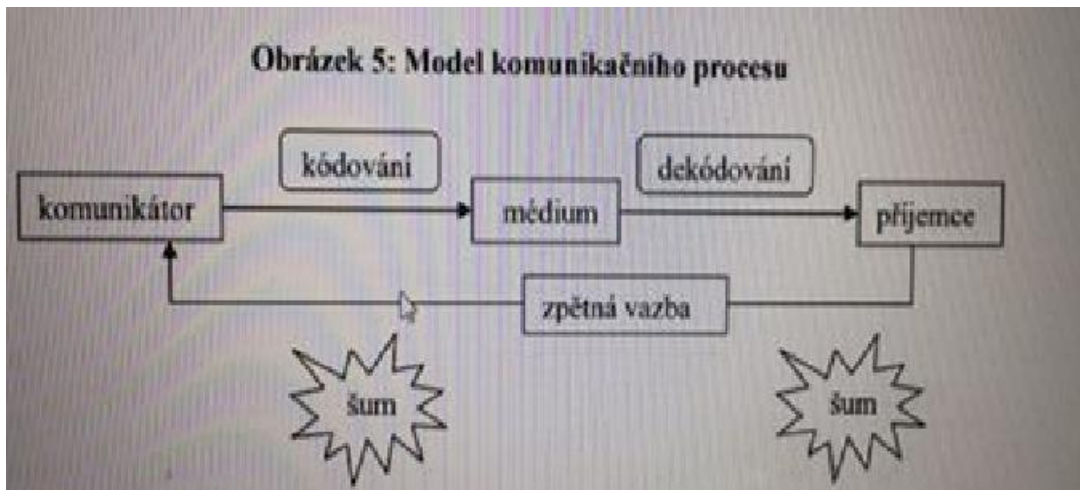 Obrázek 5: Model komunikačního procesu
kódování
dekódování
komunikátor
médium
příjemce
zpětná vazba
šum
šum